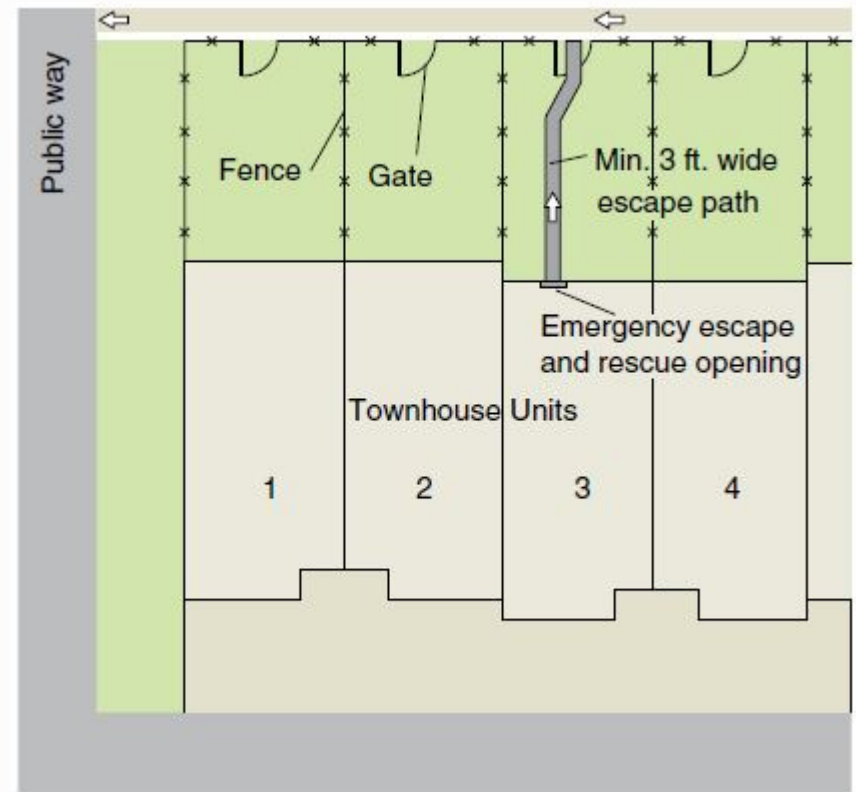 Public way
Fence
Gate
Min. 3 ft. wide
escape path
Emergency escape
and rescue opening
Townhouse Units
1
2
3
4